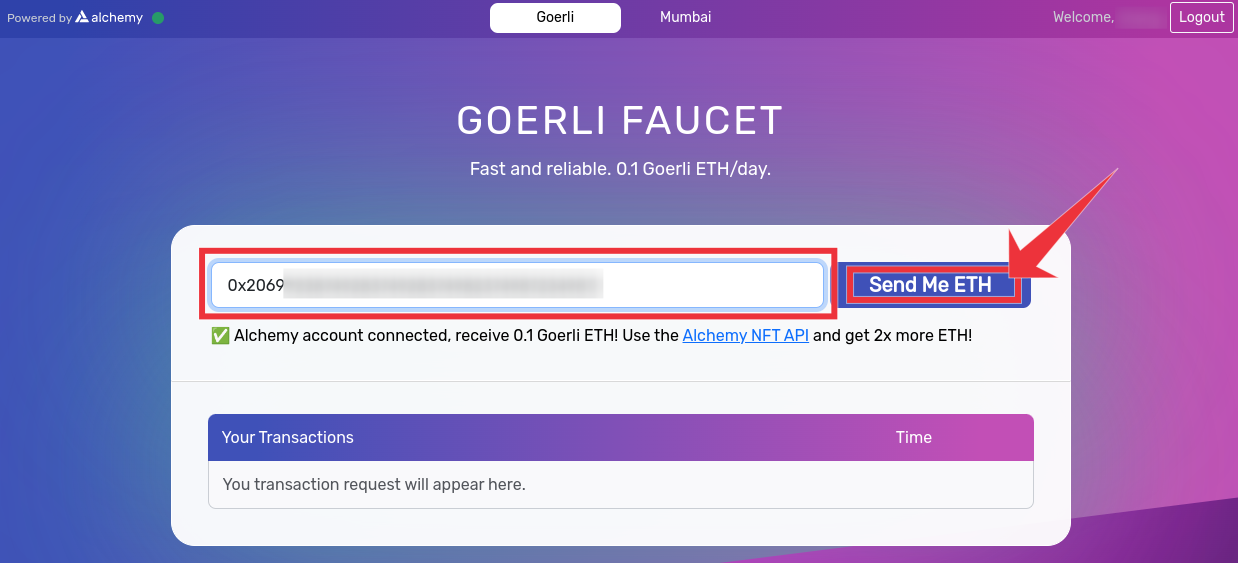 Powered by alchemy
Goerli
Mumbai
Welcome,
Logout
GOERLI FAUCET
Fast and reliable. 0.1 Goerli ETH/day.
0x2069
Send Me ETH
✅ Alchemy account connected, receive 0.1 Goerli ETH! Use the Alchemy NFT API and get 2x more ETH!
Your Transactions Time
You transaction request will appear here.